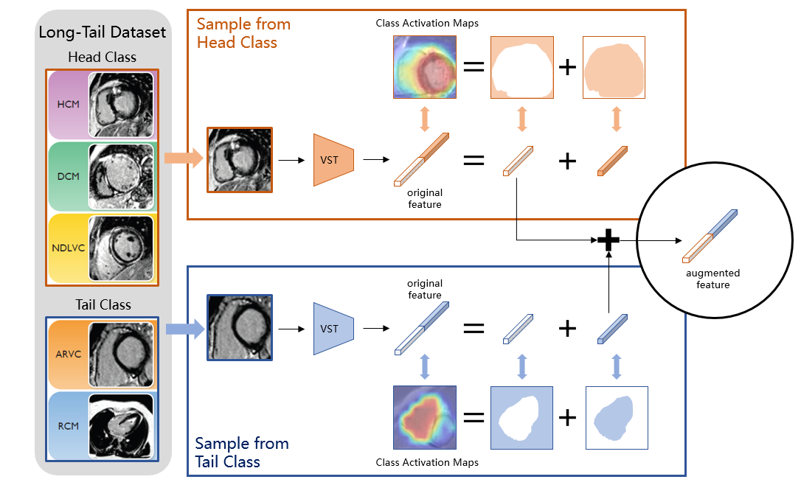 Long-Tail Dataset
Head Class
HCM
DCM
NDLVC
Tail Class
ARVC
RCM
Sample from
Head Class
Class Activation Maps
=
+
VST
original
feature
=
+
+
augmented
feature
original
feature
VST
=
+
=
+
Class Activation Maps
Sample from
Tail Class